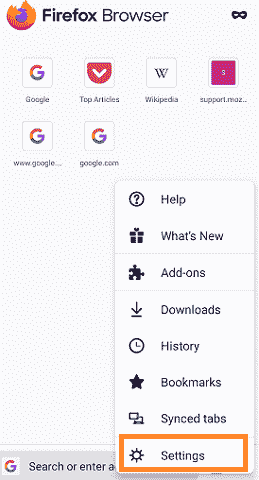 Firefox Browser
Google
Top Articles
Wikipedia
support.moz...
www.google....
google.com
Help
What's New
Add-ons
Downloads
History
Bookmarks
Synced tabs
Settings
Search or enter a